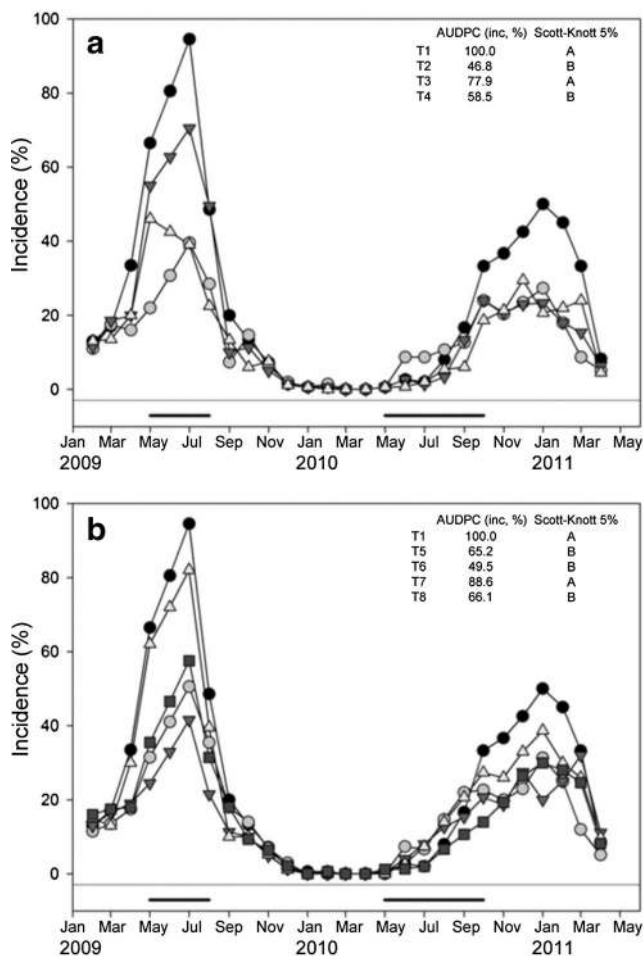 a
AUDPC (inc, %) Scott-Knott 5%
T1 100.0 A
T2 46.8 B
T3 77.9 A
T4 58.5 B
Incidence (%)
100
80
60
40
20
0
Jan Mar May Jul Sep Nov Jan Mar May Jul Sep Nov Jan Mar May
2009 2010 2011
b
AUDPC (inc, %) Scott-Knott 5%
T1 100.0 A
T5 65.2 B
T6 49.5 B
T7 88.6 A
T8 66.1 B
Incidence (%)
100
80
60
40
20
0
Jan Mar May Jul Sep Nov Jan Mar May Jul Sep Nov Jan Mar May
2009 2010 2011